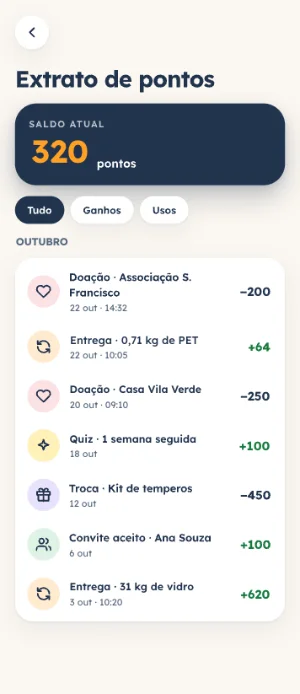 Extrato de pontos
SALDO ATUAL
320 pontos
Tudo Ganhos Usos
OUTUBRO
Doação · Associação S.
Francisco
−200
22 out · 14:32
Entrega · 0,71 kg de PET
+64
22 out · 10:05
Doação · Casa Vila Verde
−250
20 out · 09:10
Quiz · 1 semana seguida
+100
18 out
Troca · Kit de temperos
−450
12 out
Convite aceito · Ana Souza
+100
6 out
Entrega · 31 kg de vidro
+620
3 out · 10:20